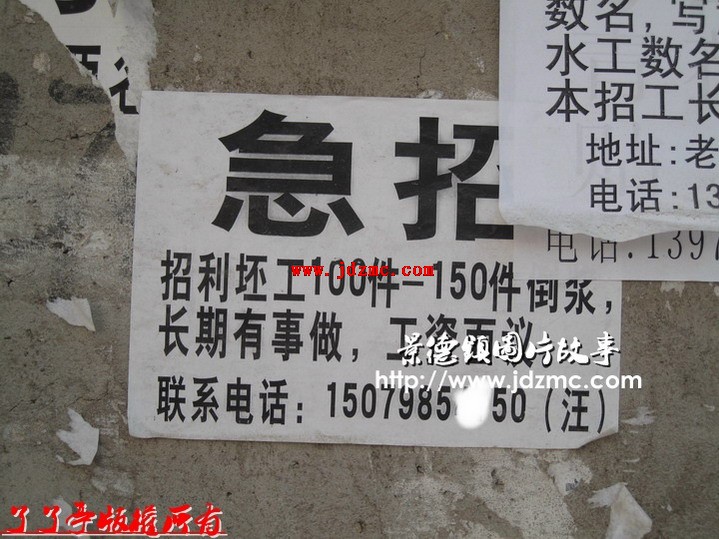 数名，写
水工数名
本招工长
地址：老
电话：13
电话：1397
急招
招利坯工100件-150件倒浆，
长期有事做，工资面议
联系电话：1507985 50（汪）
www.jdzmc.com
景德镇图片故事
http://www.jdzmc.com/
了了斋版权所有